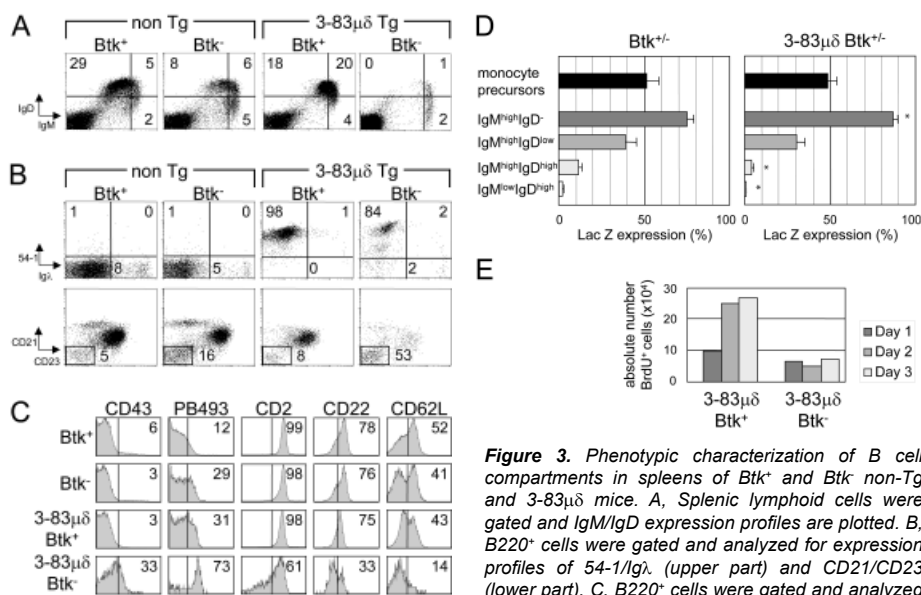 A
non Tg
3-83μδ Tg
Btk+
Btk-
Btk+
Btk-
29 5
2
8 6
5
18 20
4
0 1
2
IgD
IgM
B
non Tg
3-83μδ Tg
Btk+
Btk-
Btk+
Btk-
1 0
8
1 0
5
98 1
0
84 2
2
54-1
Igλ
CD21
CD23
5
16
8
53
C
CD43 PB493 CD2 CD22 CD62L
Btk+ 6 12 99 78 52
Btk- 3 29 98 76 41
3-83μδ
Btk+ 3 31 98 75 43
3-83μδ
Btk- 33 73 61 33 14
D
Btk+/-
3-83μδ Btk+/-
monocyte
precursors
IgMhighIgD-
*
IgMhighIgDlow
IgMhighIgDhigh
*
IgMlowIgDhigh
*
0 50 100
0 50 100
Lac Z expression (%)
Lac Z expression (%)
E
absolute number
BrdU+ cells (x10⁴)
30
20
10
0
3-83μδ
Btk+
3-83μδ
Btk-
Day 1
Day 2
Day 3
Figure 3. Phenotypic characterization of B cell
compartments in spleens of Btk+ and Btk- non-Tg
and 3-83μδ mice. A, Splenic lymphoid cells were
gated and IgM/IgD expression profiles are plotted. B,
B220+ cells were gated and analyzed for expression
profiles of 54-1/Igλ (upper part) and CD21/CD23
(lower part). C, B220+ cells were gated and analyzed